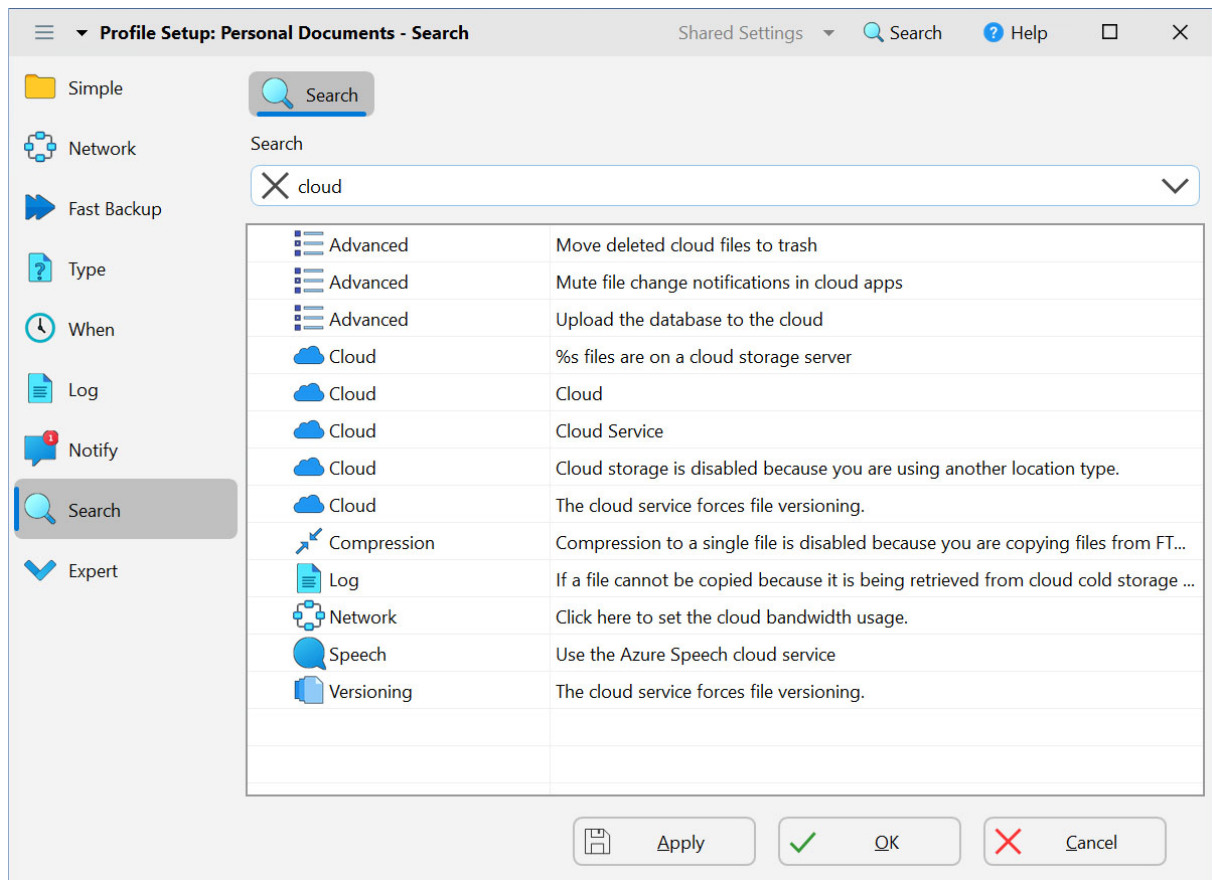 Profile Setup: Personal Documents - Search
Shared Settings
Search
Help
Simple
Network
Fast Backup
Type
When
Log
Notify
1
Search
Expert
Search
Search
cloud
Advanced Move deleted cloud files to trash
Advanced Mute file change notifications in cloud apps
Advanced Upload the database to the cloud
Cloud %s files are on a cloud storage server
Cloud Cloud
Cloud Cloud Service
Cloud Cloud storage is disabled because you are using another location type.
Cloud The cloud service forces file versioning.
Compression Compression to a single file is disabled because you are copying files from FT...
Log If a file cannot be copied because it is being retrieved from cloud cold storage ...
Network Click here to set the cloud bandwidth usage.
Speech Use the Azure Speech cloud service
Versioning The cloud service forces file versioning.
Apply
OK
Cancel